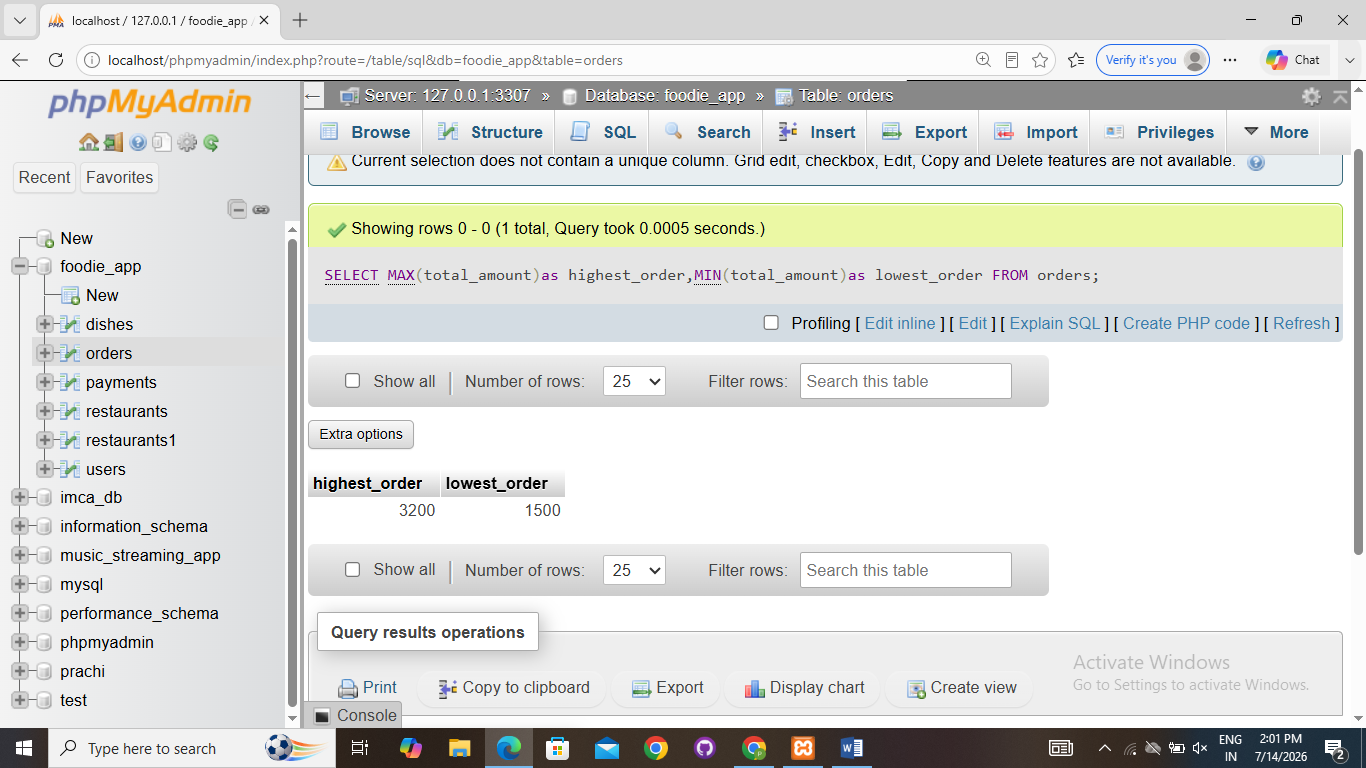 localhost / 127.0.0.1 / foodie_app
localhost/phpmyadmin/index.php?route=/table/sql&db=foodie_app&table=orders
Verify it's you
Chat
phpMyAdmin
Recent
Favorites
New
foodie_app
New
dishes
orders
payments
restaurants
restaurants1
users
imca_db
information_schema
music_streaming_app
mysql
performance_schema
phpmyadmin
prachi
test
Server: 127.0.0.1:3307 » Database: foodie_app » Table: orders
Browse Structure SQL Search Insert Export Import Privileges More
Current selection does not contain a unique column. Grid edit, checkbox, Edit, Copy and Delete features are not available.
Showing rows 0 - 0 (1 total, Query took 0.0005 seconds.)
SELECT MAX(total_amount)as highest_order,MIN(total_amount)as lowest_order FROM orders;
Profiling [ Edit inline ] [ Edit ] [ Explain SQL ] [ Create PHP code ] [ Refresh ]
Show all | Number of rows: 25 Filter rows: Search this table
Extra options
highest_order lowest_order
3200 1500
Show all | Number of rows: 25 Filter rows: Search this table
Query results operations
Print Copy to clipboard Export Display chart Create view
Console
Activate Windows
Go to Settings to activate Windows.
Type here to search
ENG
IN
2:01 PM
7/14/2026
2